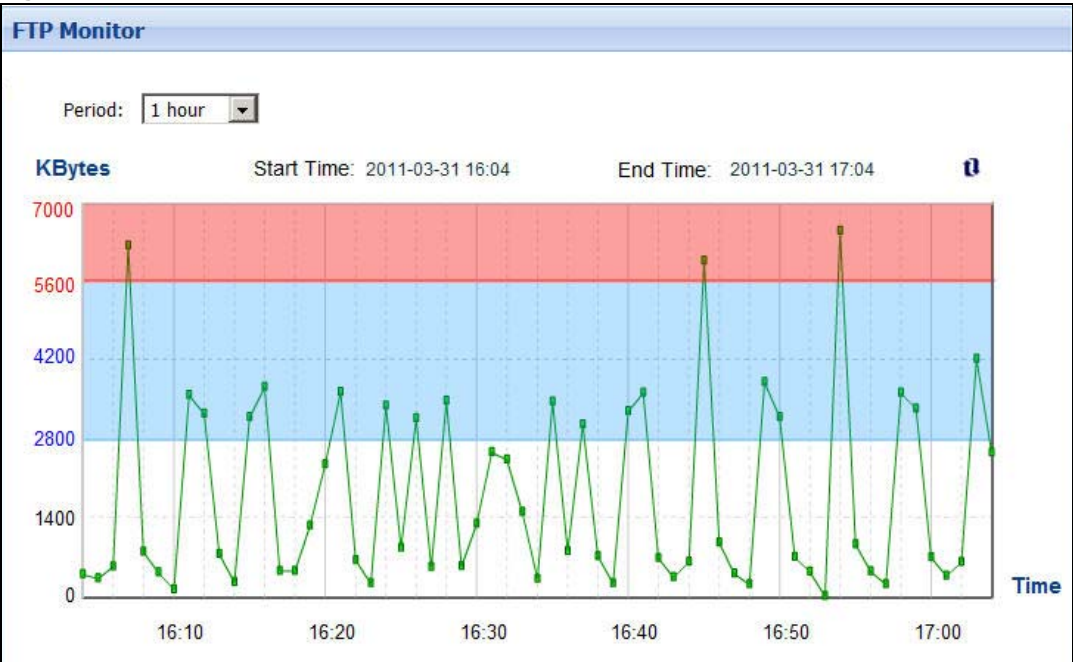 FTP Monitor
Period: 1 hour
KBytes Start Time: 2011-03-31 16:04 End Time: 2011-03-31 17:04
7000
5600
4200
2800
1400
0
Time
16:10 16:20 16:30 16:40 16:50 17:00